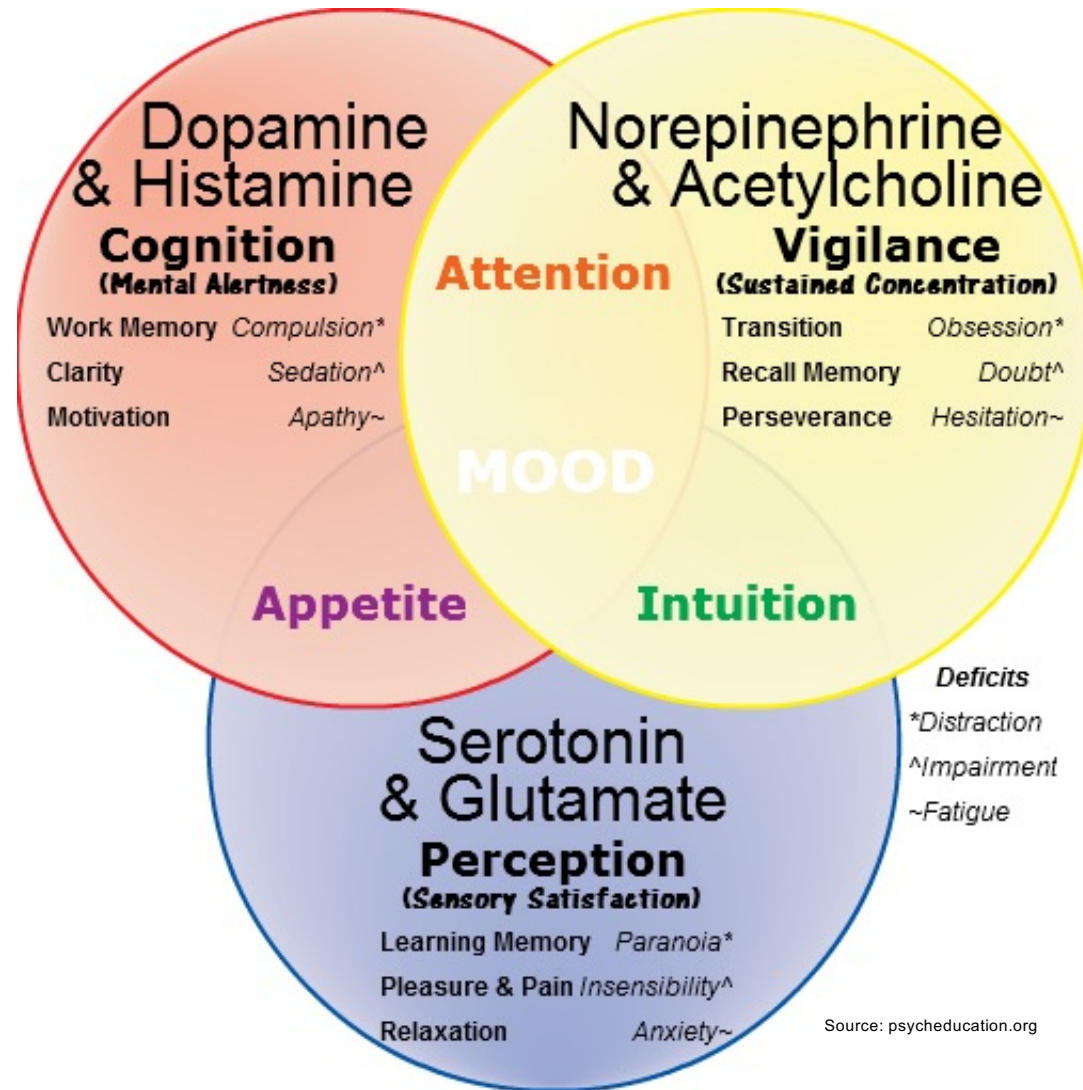 Dopamine
& Histamine
Cognition
(Mental Alertness)
Work Memory Compulsion*
Clarity Sedation^
Motivation Apathy~
Norepinephrine
& Acetylcholine
Vigilance
(Sustained Concentration)
Transition Obsession*
Recall Memory Doubt^
Perseverance Hesitation~
Attention
MOOD
Appetite
Intuition
Serotonin
& Glutamate
Perception
(Sensory Satisfaction)
Learning Memory Paranoia*
Pleasure & Pain Insensibility^
Relaxation Anxiety~
Deficits
*Distraction
^Impairment
~Fatigue
Source: psycheducation.org